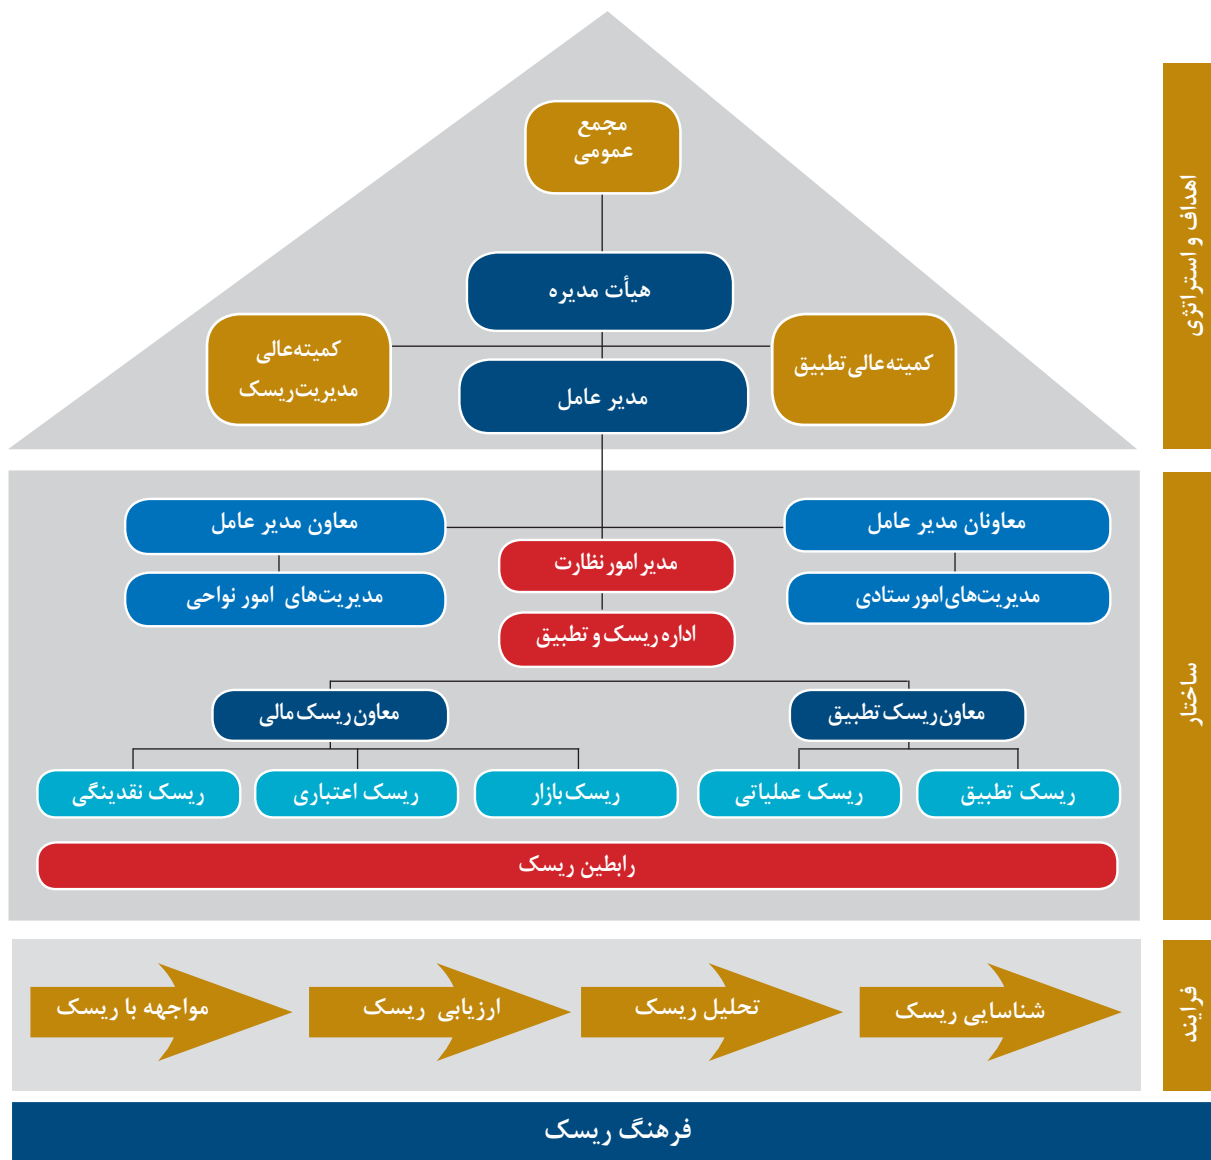 مجمع
عمومی
هیأت مدیره
کمیته‌عالی تطبیق
کمیته‌عالی
مدیریت‌ریسک
مدیر عامل
اهداف و استراتژی
معاونان مدیر عامل
معاون مدیر عامل
مدیر امور نظارت
مدیریت‌های امور ستادی
مدیریت‌های امور نواحی
اداره ریسک و تطبیق
معاون ریسک تطبیق
معاون ریسک مالی
ریسک تطبیق
ریسک عملیاتی
ریسک بازار
ریسک اعتباری
ریسک نقدینگی
رابطین ریسک
ساختار
شناسایی ریسک
تحلیل ریسک
ارزیابی ریسک
مواجهه با ریسک
فرایند
فرهنگ ریسک